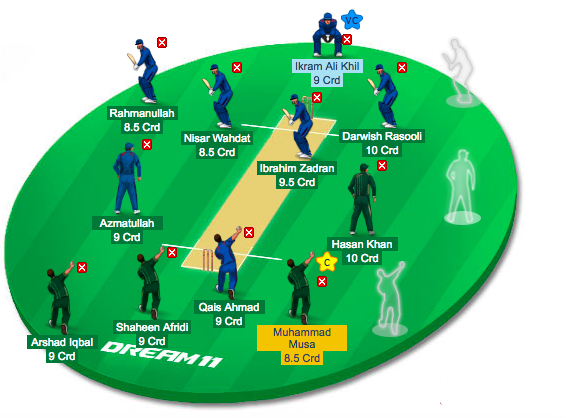 VC
Ikram Ali Khil
9 Crd
Rahmanullah
8.5 Crd
Nisar Wahdat
8.5 Crd
Darwish Rasooli
10 Crd
Ibrahim Zadran
9.5 Crd
Azmatullah
9 Crd
Hasan Khan
10 Crd
C
Qais Ahmad
9 Crd
Shaheen Afridi
9 Crd
Muhammad
Musa
8.5 Crd
Arshad Iqbal
9 Crd
DREAM11